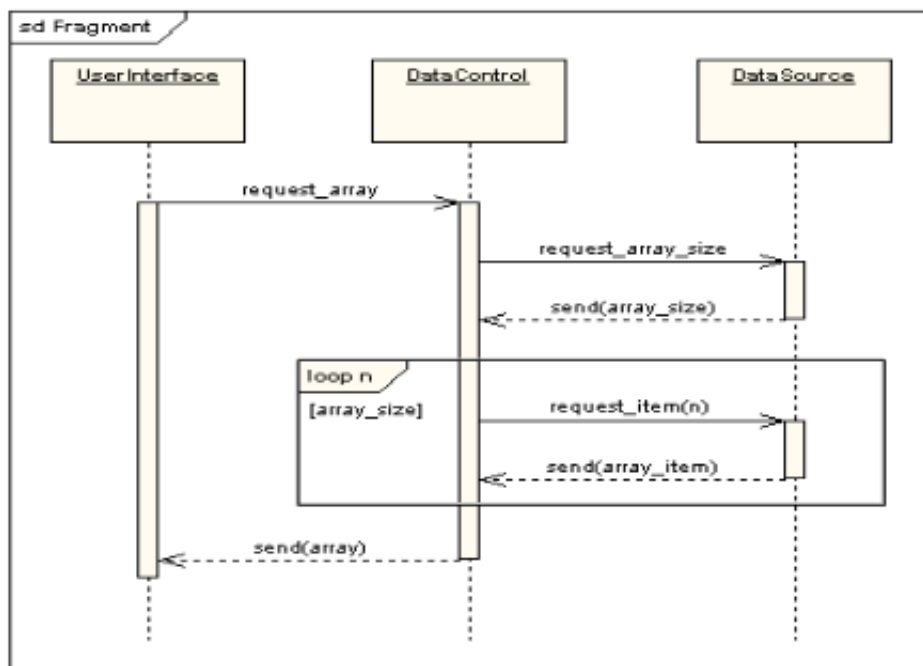 sd Fragment
UserInterface
DataControl
DataSource
request_array
request_array_size
send(array_size)
loop n
[array_size]
request_item(n)
send(array_item)
send(array)